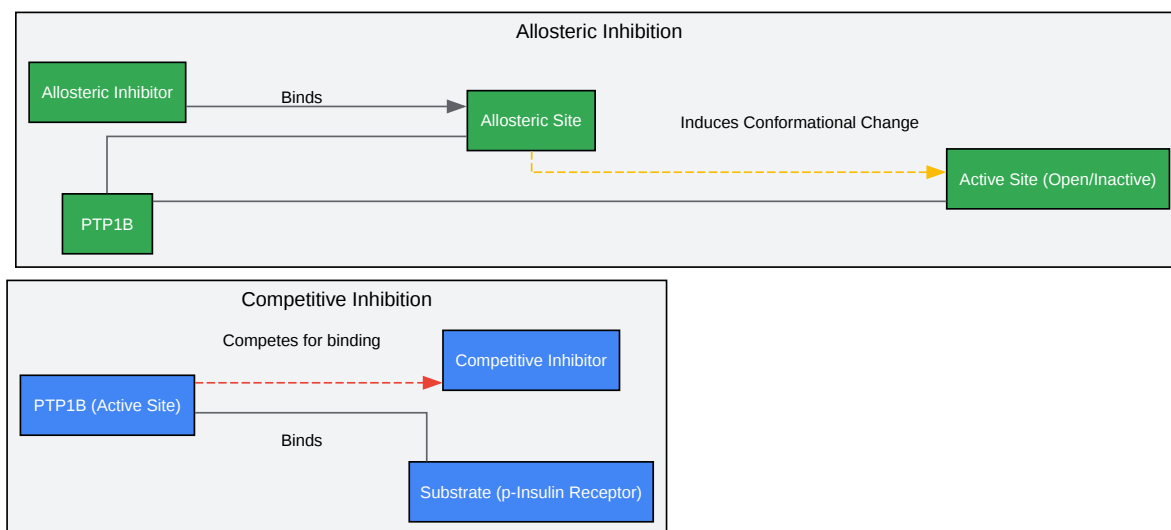 Allosteric Inhibition
Allosteric Inhibitor
Binds
Allosteric Site
Induces Conformational Change
Active Site (Open/Inactive)
PTP1B
Competitive Inhibition
Competes for binding
Competitive Inhibitor
PTP1B (Active Site)
Binds
Substrate (p-Insulin Receptor)